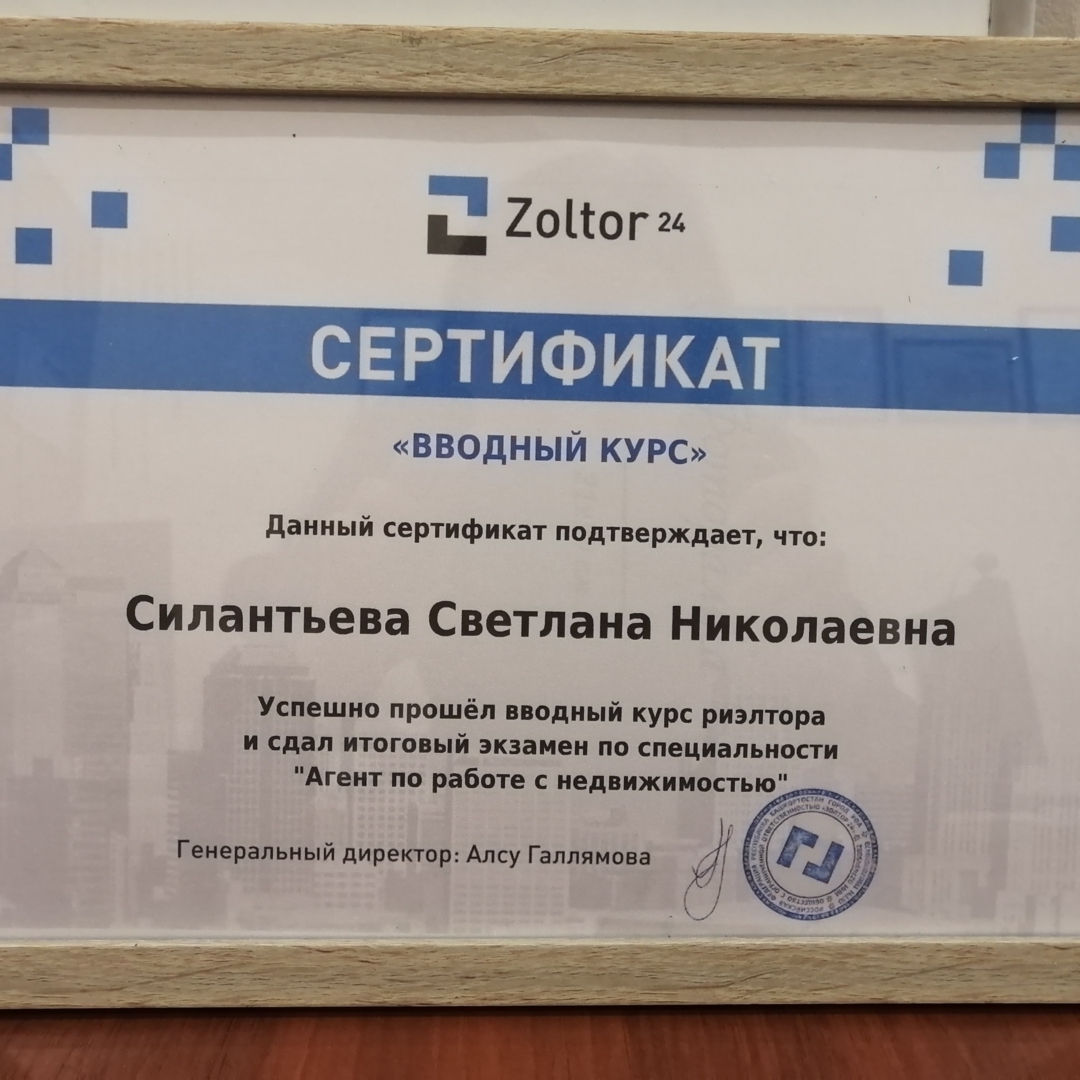 Zoltor 24
СЕРТИФИКАТ
«ВВОДНЫЙ КУРС»
Данный сертификат подтверждает, что:
Силантьева Светлана Николаевна
Успешно прошёл вводный курс риэлтора
и сдал итоговый экзамен по специальности
"Агент по работе с недвижимостью"
Генеральный директор: Алсу Галлямова